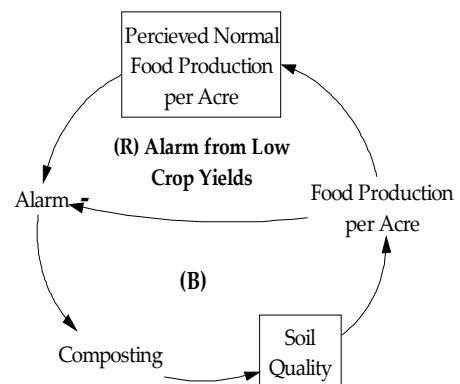 Percieved Normal
Food Production
per Acre
(R) Alarm from Low
Crop Yields
Alarm -
Food Production
per Acre
(B)
Composting
Soil
Quality